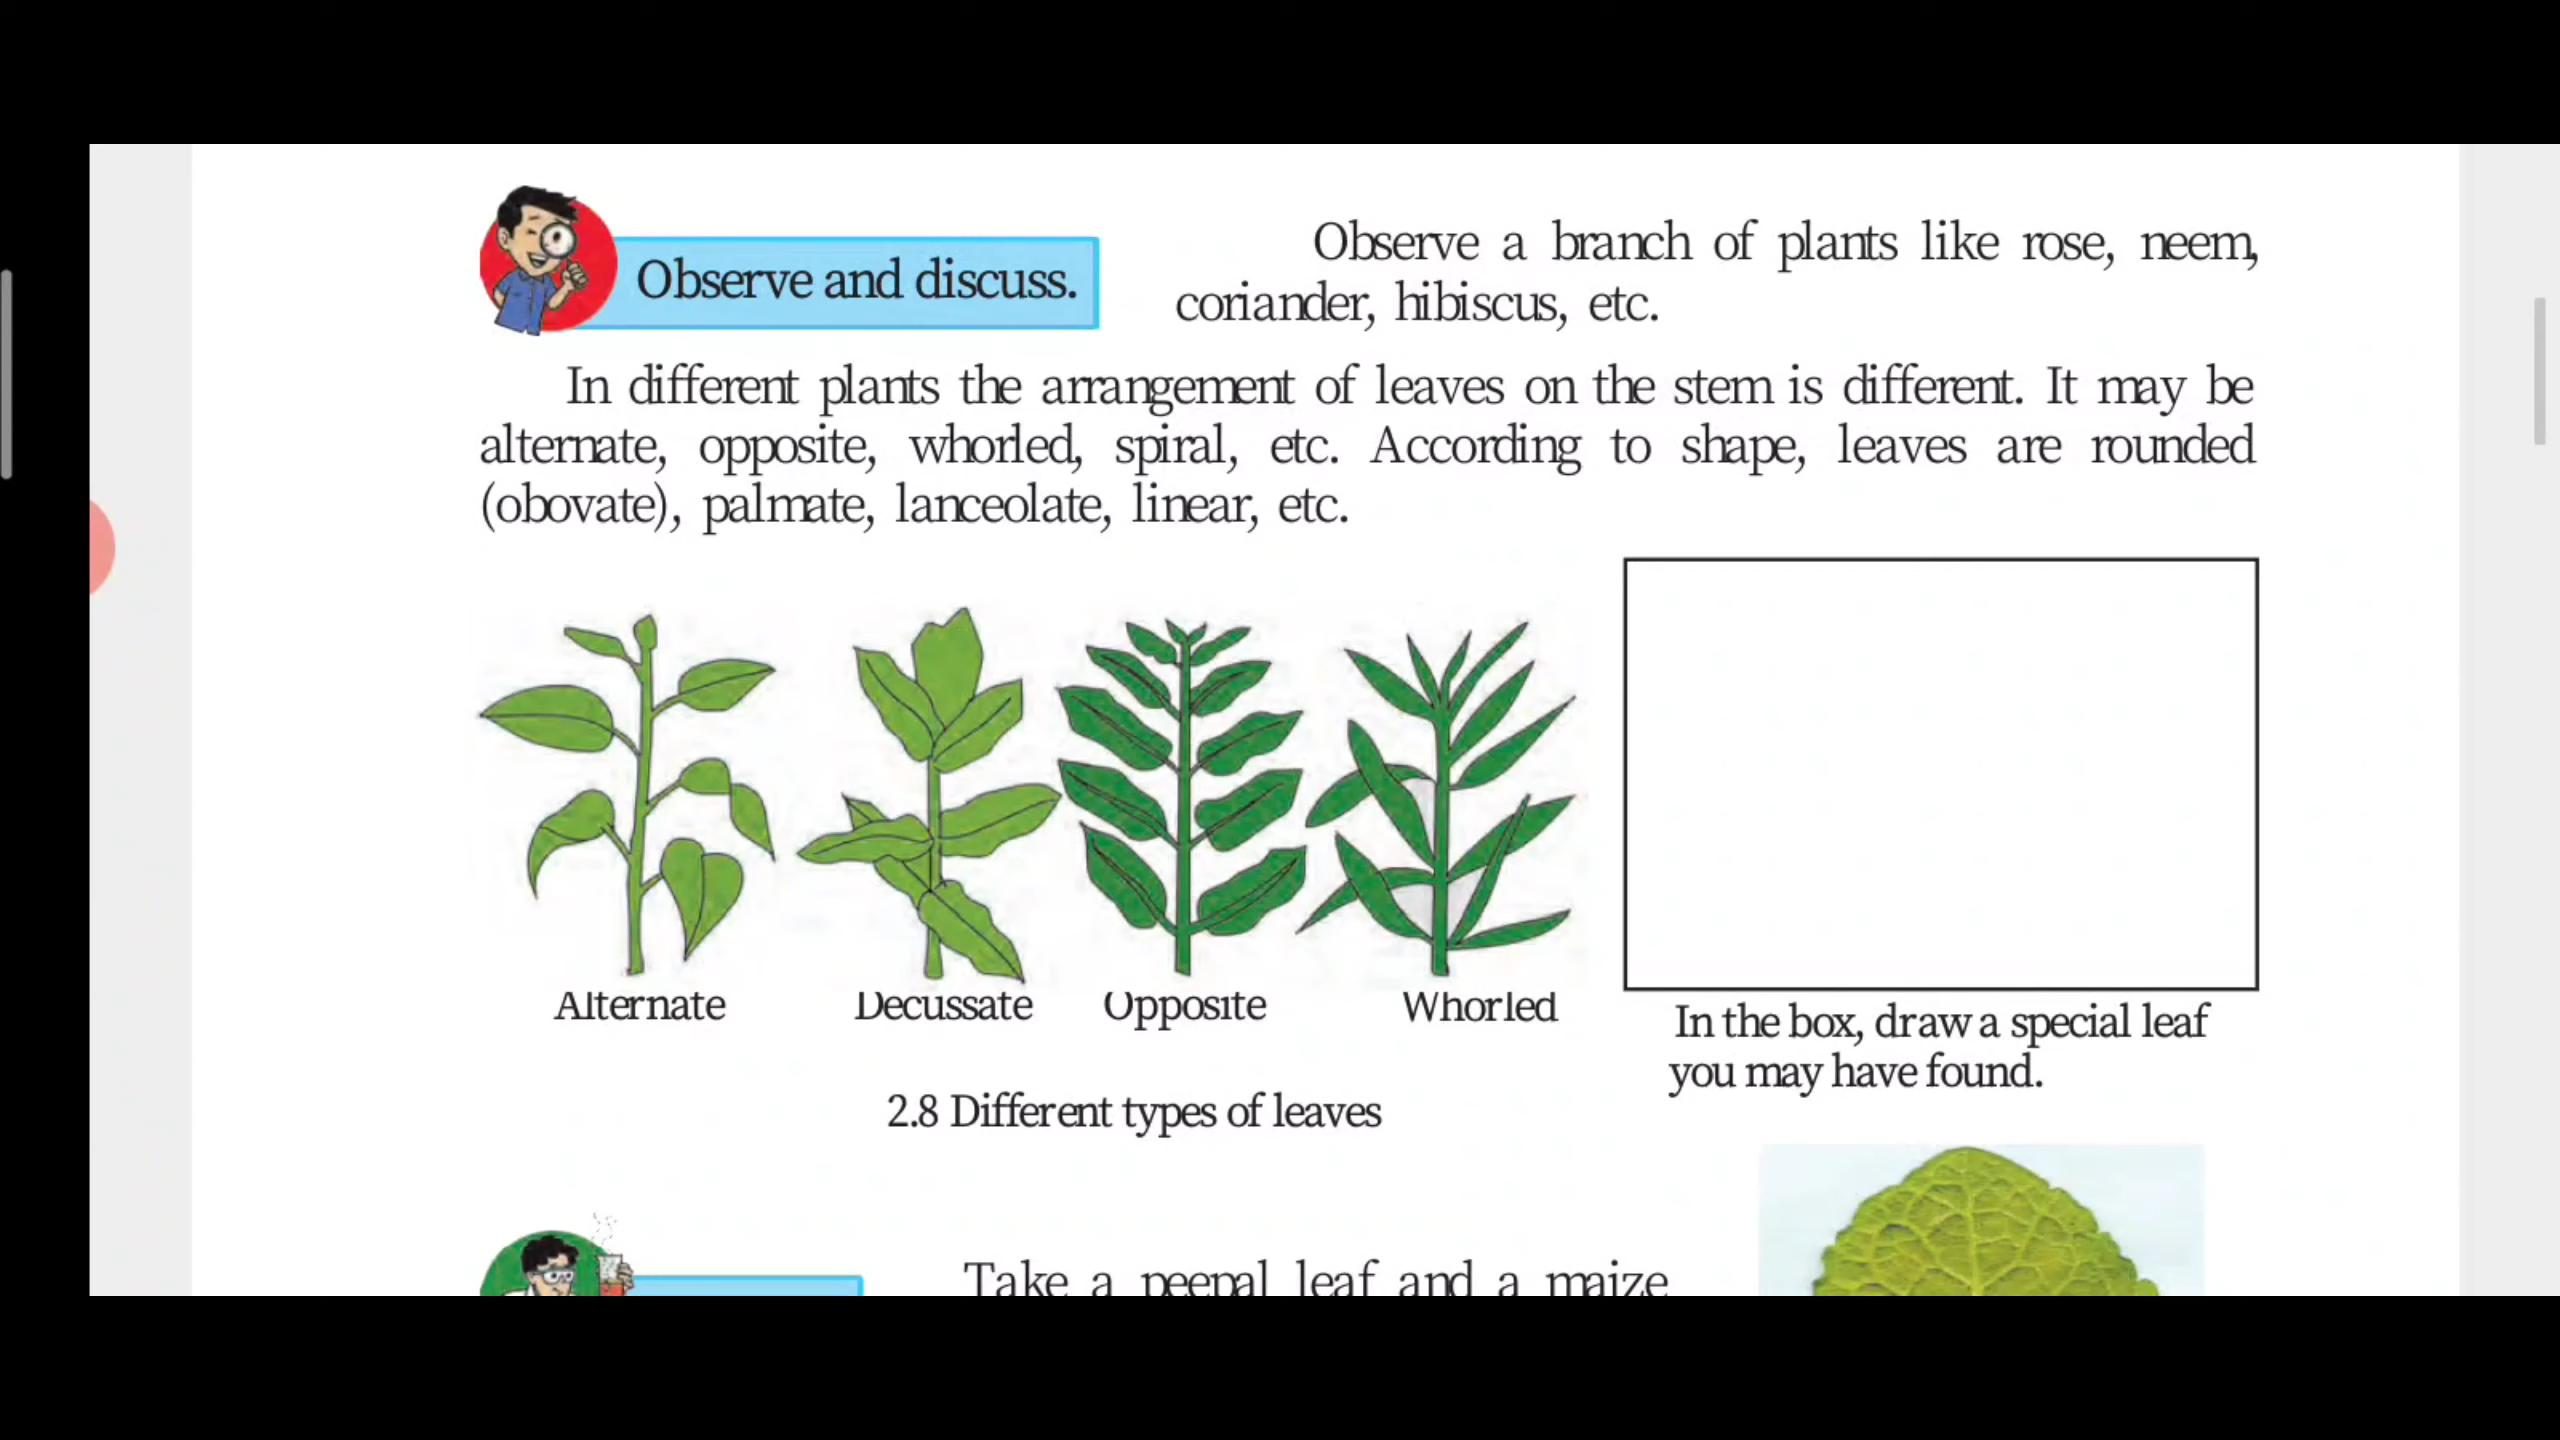 Observe and discuss.
Observe a branch of plants like rose, neem,
coriander, hibiscus, etc.
In different plants the arrangement of leaves on the stem is different. It may be
alternate, opposite, whorled, spiral, etc. According to shape, leaves are rounded
(obovate), palmate, lanceolate, linear, etc.
Alternate Decussate Opposite Whorled
In the box, draw a special leaf
you may have found.
2.8 Different types of leaves
Take a peepal leaf and a maize